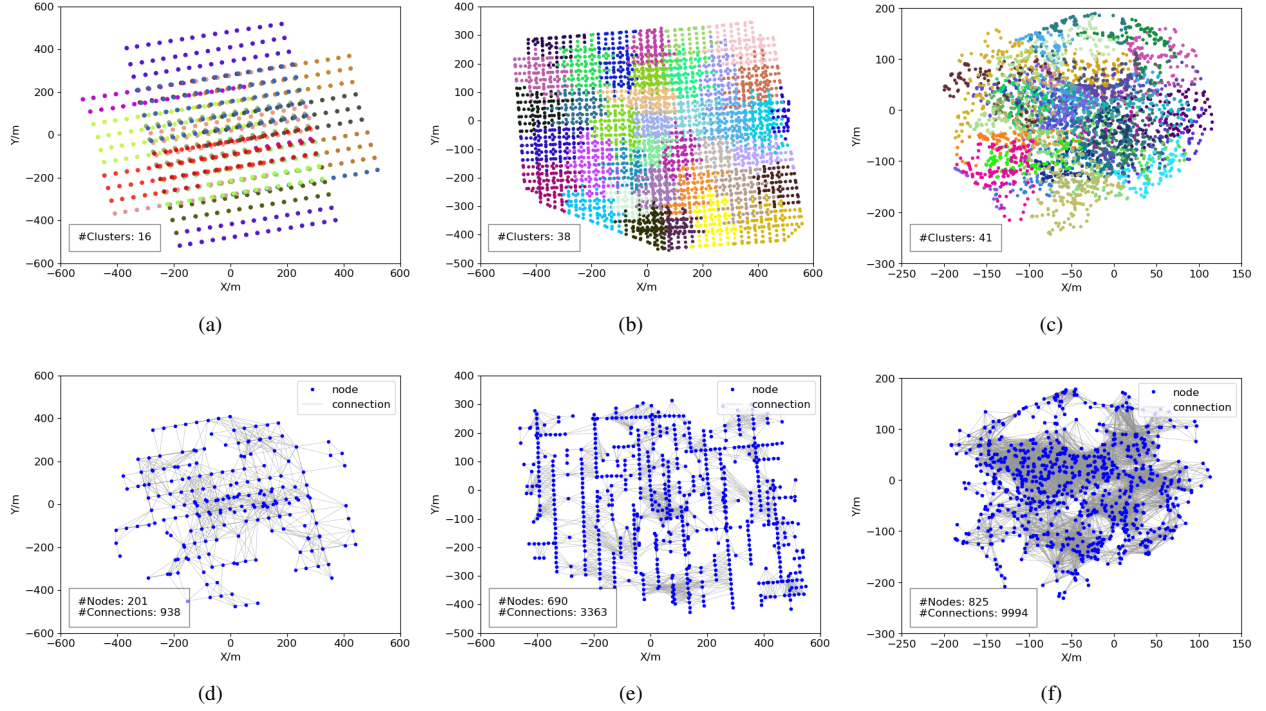 600
400
200
0
−200
−400
−600
Y/m
#Clusters: 16
−600 −400 −200 0 200 400 600
X/m
(a)
400
300
200
100
0
−100
−200
−300
−400
−500
Y/m
#Clusters: 38
−600 −400 −200 0 200 400 600
X/m
(b)
200
100
0
−100
−200
−300
Y/m
#Clusters: 41
−250 −200 −150 −100 −50 0 50 100 150
X/m
(c)
600
400
200
0
−200
−400
−600
Y/m
node
connection
#Nodes: 201
#Connections: 938
−600 −400 −200 0 200 400 600
X/m
(d)
400
300
200
100
0
−100
−200
−300
−400
−500
Y/m
node
connection
#Nodes: 690
#Connections: 3363
−600 −400 −200 0 200 400 600
X/m
(e)
200
100
0
−100
−200
−300
Y/m
node
connection
#Nodes: 825
#Connections: 9994
−250 −200 −150 −100 −50 0 50 100 150
X/m
(f)